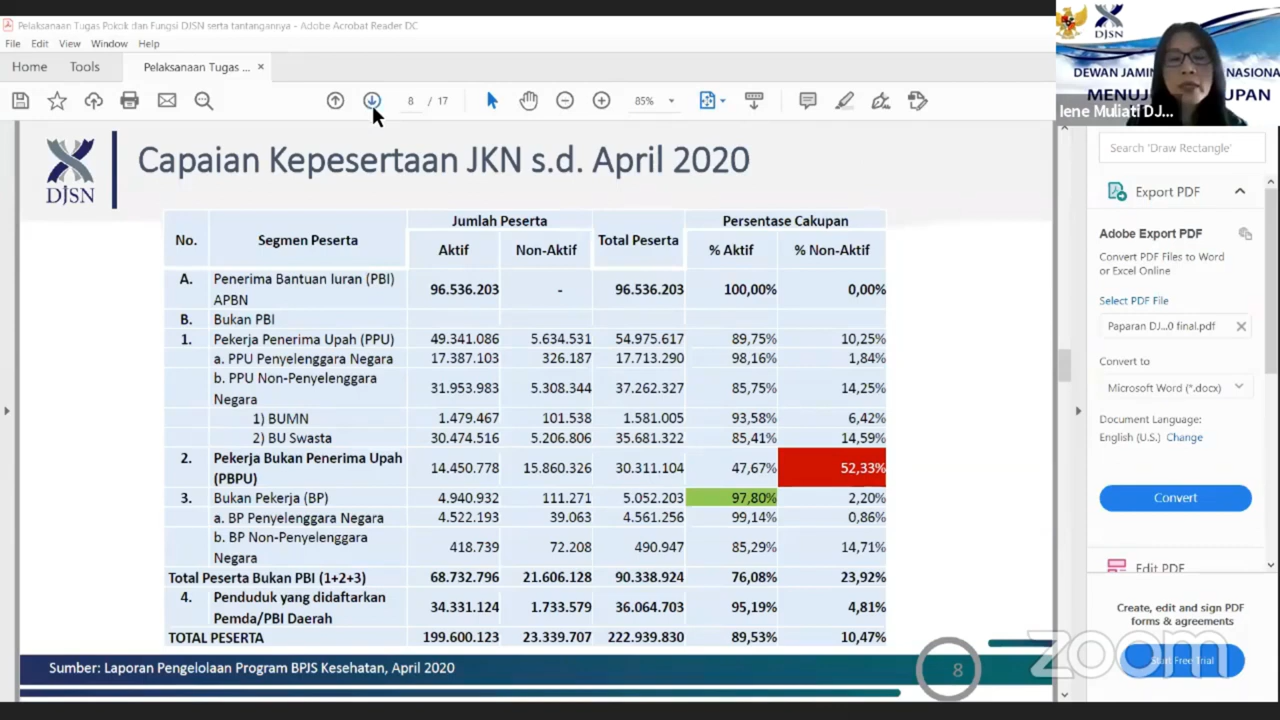 Pelaksanaan Tugas Pokok dan Fungsi DJSN serta tantangannya - Adobe Acrobat Reader DC
File Edit View Window Help
Home Tools Pelaksanaan Tugas ... ×
8 / 17 85%
DJSN
DEWAN JAMIN NASIONA
MENUJ UPAN
Iene Muliati DJ...
DJSN
Capaian Kepesertaan JKN s.d. April 2020
No. Segmen Peserta Jumlah Peserta Total Peserta Persentase Cakupan
Aktif Non-Aktif % Aktif % Non-Aktif
A. Penerima Bantuan Iuran (PBI) APBN 96.536.203 - 96.536.203 100,00% 0,00%
B. Bukan PBI
1. Pekerja Penerima Upah (PPU) 49.341.086 5.634.531 54.975.617 89,75% 10,25%
a. PPU Penyelenggara Negara 17.387.103 326.187 17.713.290 98,16% 1,84%
b. PPU Non-Penyelenggara Negara 31.953.983 5.308.344 37.262.327 85,75% 14,25%
1) BUMN 1.479.467 101.538 1.581.005 93,58% 6,42%
2) BU Swasta 30.474.516 5.206.806 35.681.322 85,41% 14,59%
2. Pekerja Bukan Penerima Upah (PBPU) 14.450.778 15.860.326 30.311.104 47,67% 52,33%
3. Bukan Pekerja (BP) 4.940.932 111.271 5.052.203 97,80% 2,20%
a. BP Penyelenggara Negara 4.522.193 39.063 4.561.256 99,14% 0,86%
b. BP Non-Penyelenggara Negara 418.739 72.208 490.947 85,29% 14,71%
Total Peserta Bukan PBI (1+2+3) 68.732.796 21.606.128 90.338.924 76,08% 23,92%
4. Penduduk yang didaftarkan Pemda/PBI Daerah 34.331.124 1.733.579 36.064.703 95,19% 4,81%
TOTAL PESERTA 199.600.123 23.339.707 222.939.830 89,53% 10,47%
Sumber: Laporan Pengelolaan Program BPJS Kesehatan, April 2020
8
Search 'Draw Rectangle'
Export PDF
Adobe Export PDF
Convert PDF Files to Word
or Excel Online
Select PDF File
Paparan DJ...0 final.pdf ×
Convert to
Microsoft Word (*.docx)
Document Language:
English (U.S.) Change
Convert
Edit PDF
Create, edit and sign PDF
forms & agreements
Start Free Trial
zoom